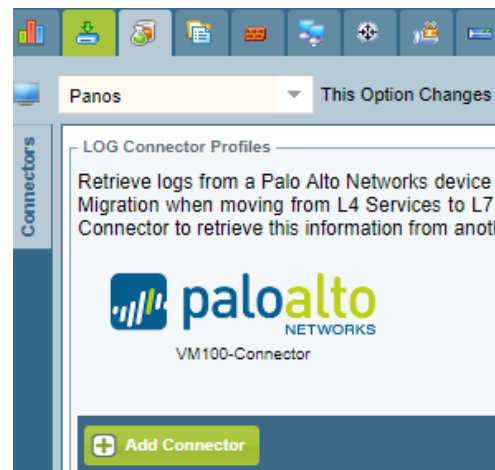 Panos
This Option Changes
Connectors
LOG Connector Profiles
Retrieve logs from a Palo Alto Networks device
Migration when moving from L4 Services to L7
Connector to retrieve this information from
paloalto
NETWORKS
VM100-Connector
Add Connector